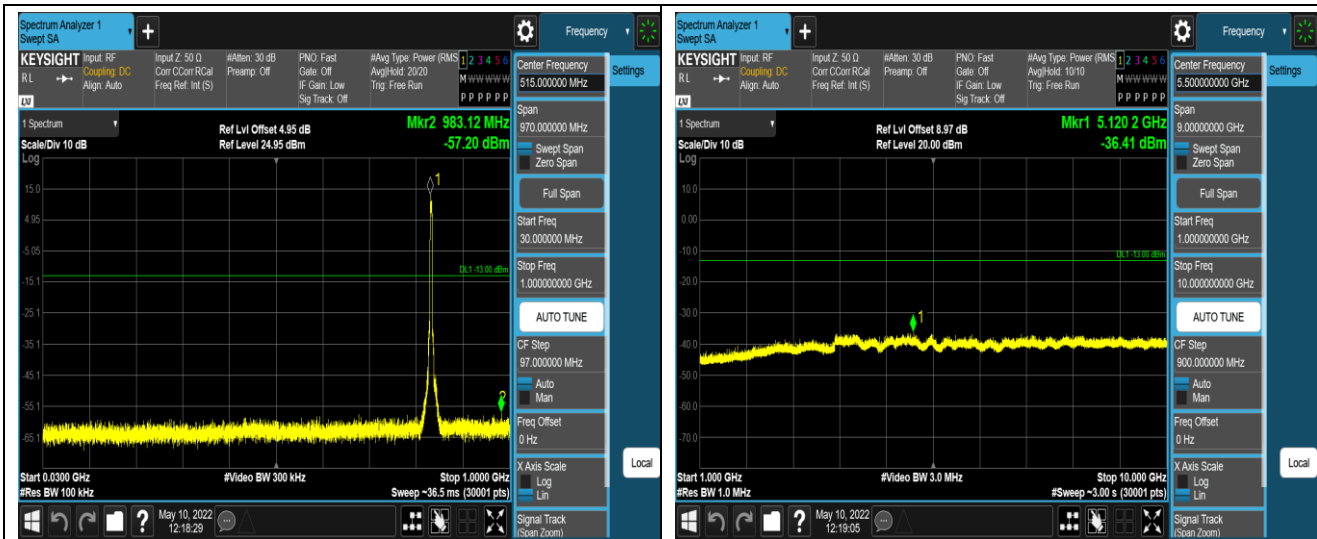 Spectrum Analyzer 1
Swept SA
+
Frequency
KEYSIGHT
RL
LXI
Input: RF
Coupling: DC
Align: Auto
Input Z: 50 Ω
Corr CCorr RCal
Freq Ref: Int (S)
#Atten: 30 dB
Preamp: Off
PNO: Fast
Gate: Off
IF Gain: Low
Sig Track: Off
#Avg Type: Power (RMS
Avg|Hold: 20/20
Trig: Free Run
1 2 3 4 5 6
M W W W W W
P P P P P P
1 Spectrum
Scale/Div 10 dB
Log
Ref Lvl Offset 4.95 dB
Ref Level 24.95 dBm
Mkr2 983.12 MHz
-57.20 dBm
15.0
4.95
-5.05
-15.1
-25.1
-35.1
-45.1
-55.1
-65.1
1
DL1 -13.00 dBm
2
Start 0.0300 GHz
#Res BW 100 kHz
#Video BW 300 kHz
Stop 1.0000 GHz
Sweep ~36.5 ms (30001 pts)
Center Frequency
515.000000 MHz
Settings
Span
970.000000 MHz
Swept Span
Zero Span
Full Span
Start Freq
30.000000 MHz
Stop Freq
1.000000000 GHz
AUTO TUNE
CF Step
97.000000 MHz
Auto
Man
Freq Offset
0 Hz
X Axis Scale
Log
Lin
Signal Track
(Span Zoom)
Local
?
May 10, 2022
12:18:29
Spectrum Analyzer 1
Swept SA
+
Frequency
KEYSIGHT
RL
LXI
Input: RF
Coupling: DC
Align: Auto
Input Z: 50 Ω
Corr CCorr RCal
Freq Ref: Int (S)
#Atten: 30 dB
Preamp: Off
PNO: Fast
Gate: Off
IF Gain: Low
Sig Track: Off
#Avg Type: Power (RMS
Avg|Hold: 10/10
Trig: Free Run
1 2 3 4 5 6
M W W W W W
P P P P P P
1 Spectrum
Scale/Div 10 dB
Log
Ref Lvl Offset 8.97 dB
Ref Level 20.00 dBm
Mkr1 5.120 2 GHz
-36.41 dBm
10.0
0.00
-10.0
-20.0
-30.0
-40.0
-50.0
-60.0
-70.0
DL1 -13.00 dBm
1
Start 1.000 GHz
#Res BW 1.0 MHz
#Video BW 3.0 MHz
Stop 10.000 GHz
#Sweep ~3.00 s (30001 pts)
Center Frequency
5.500000000 GHz
Settings
Span
9.00000000 GHz
Swept Span
Zero Span
Full Span
Start Freq
1.000000000 GHz
Stop Freq
10.000000000 GHz
AUTO TUNE
CF Step
900.000000 MHz
Auto
Man
Freq Offset
0 Hz
X Axis Scale
Log
Lin
Signal Track
(Span Zoom)
Local
?
May 10, 2022
12:19:05